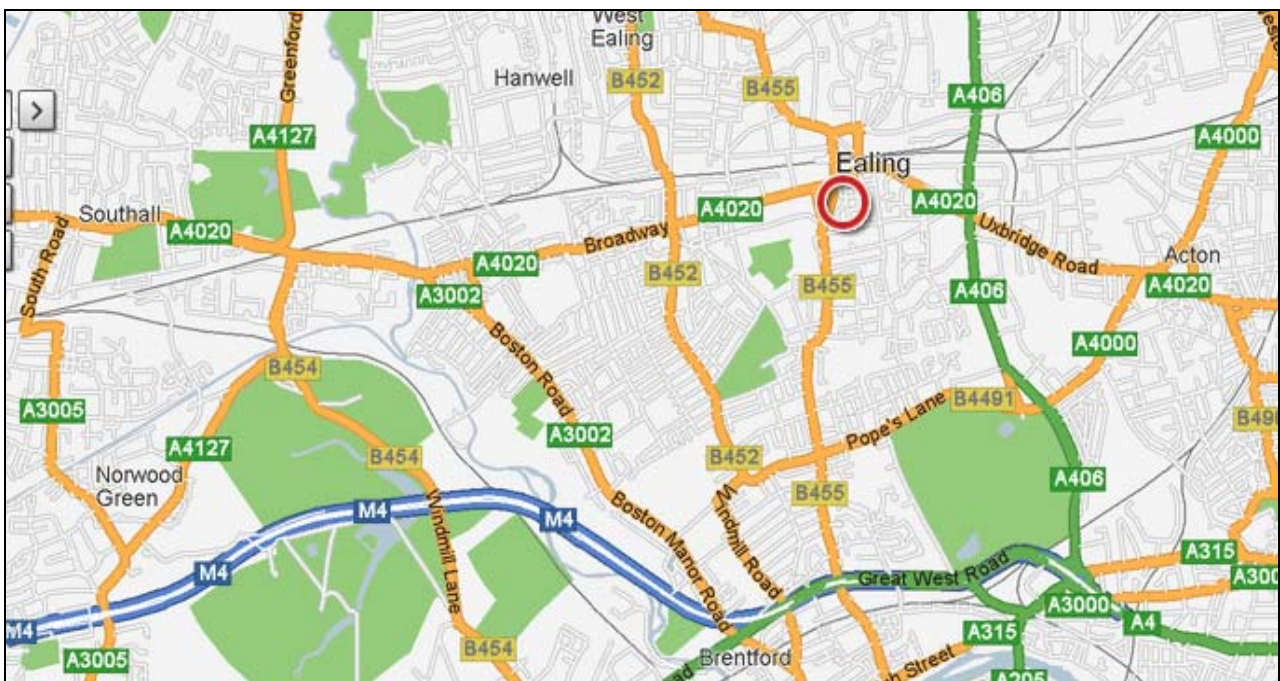 West
Ealing
Hanwell
B452
B455
A406
Greenford
>
A4127
A4000
Ealing
Southall
A4020
A4020
A4020
Broadway
Uxbridge Road
South Road
A4020
A3002
B452
B455
A406
Acton
A4020
Boston Road
A4000
B454
Pope's Lane
B4491
A3005
A3002
A4127
B454
B452
B455
A406
Norwood
Green
Windmill Lane
M4
M4
Boston Manor Road
Windmill Road
M4
Great West Road
A315
A3000
A4
M4
A315
A3005
B454
Brentford
Street
A205